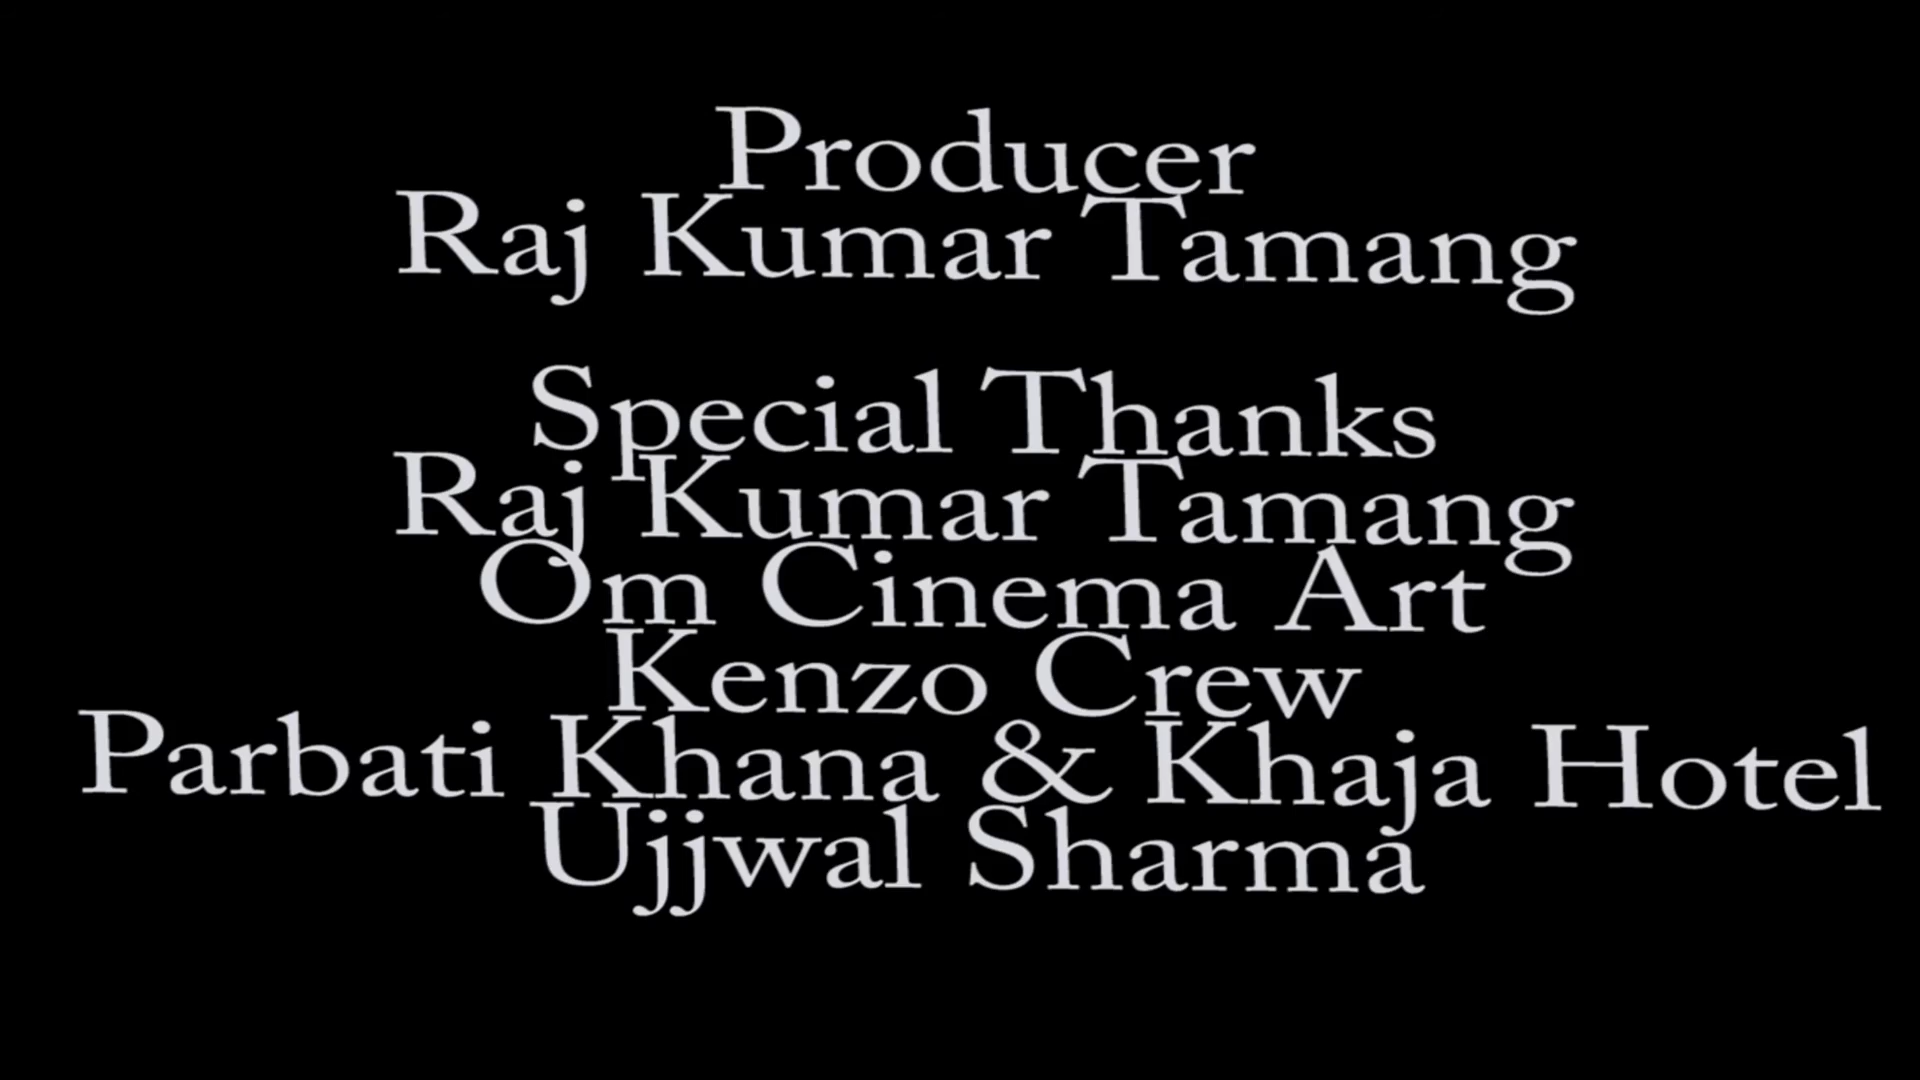 Producer
Raj Kumar Tamang
Special Thanks
Raj Kumar Tamang
Om Cinema Art
Kenzo Crew
Parbati Khana & Khaja Hotel
Ujjwal Sharma